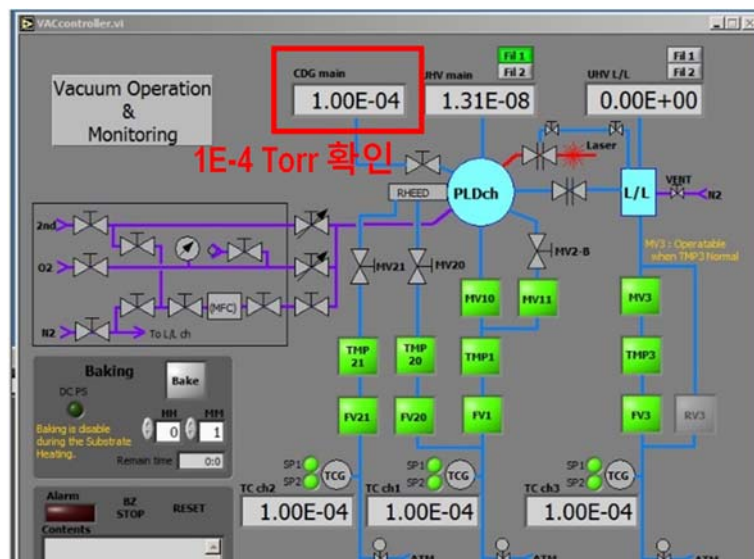 VACcontroller.vi
Vacuum Operation
&
Monitoring
CDG main
1.00E-04
UHV main
1.31E-08
Fil 1
Fil 2
UHV L/L
0.00E+00
Fil 1
Fil 2
1E-4 Torr 확인
Laser
RHEED
PLDch
L/L
VENT
N2
2nd
O2
N2
(MFC)
To L/L ch
MV21
MV20
MV2-B
MV3 : Operatable
when TMP3 Normal
MV10
MV11
MV3
TMP
21
TMP
20
TMP1
TMP3
FV21
FV20
FV1
FV3
RV3
Baking
DC PS
Bake
Baking is disable
during the Substrate
Heating.
HH
MM
0
1
Remain time
0:0
Alarm
BZ
STOP
RESET
Contents
SP1
SP2
TCG
TC ch2
1.00E-04
SP1
SP2
TCG
TC ch1
1.00E-04
SP1
SP2
TCG
TC ch3
1.00E-04
ATM
ATM
ATM